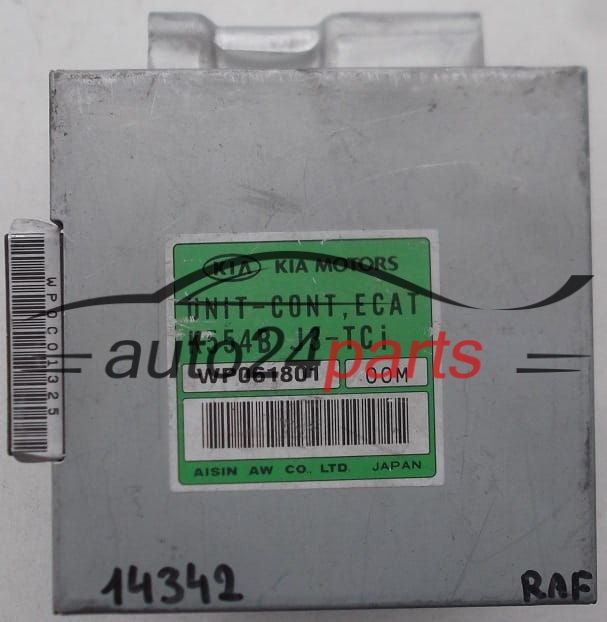 KIA KIA MOTORS
UNIT-CONT, ECAT
K554B J3-TCi
WP061801 00M
auto24parts
AISIN AW CO., LTD. JAPAN
WP0C01325
14342
RAF